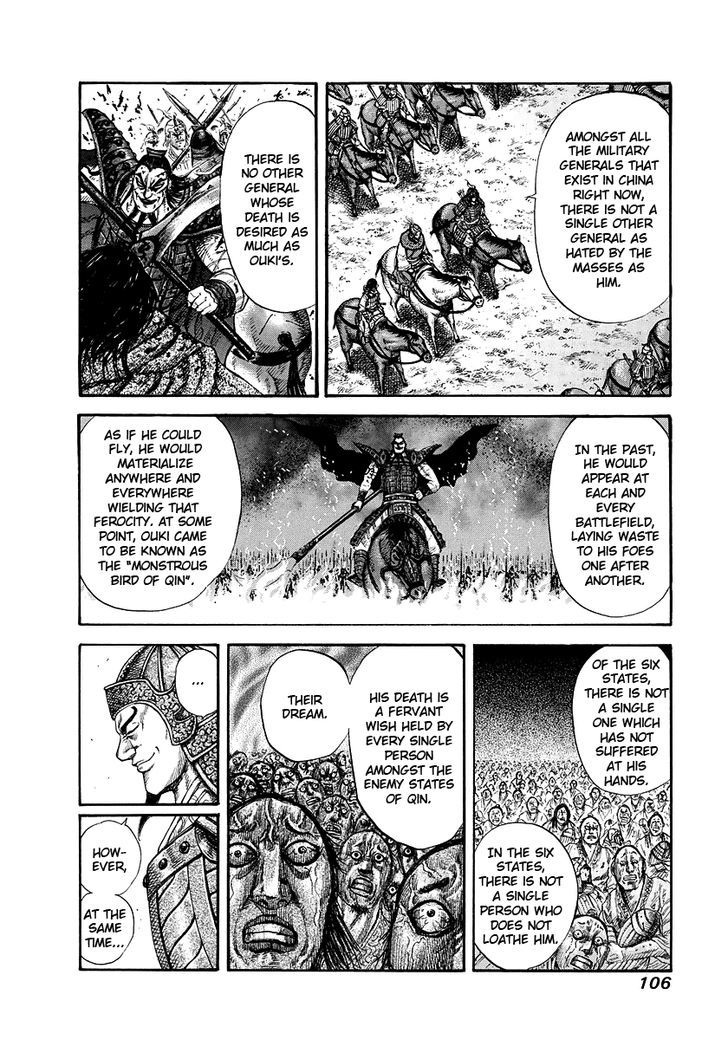 AMONGST ALL
THE MILITARY
GENERALS THAT
EXIST IN CHINA
RIGHT NOW,
THERE IS NOT A
SINGLE OTHER
GENERAL AS
HATED BY THE
MASSES AS
HIM.
THERE IS
NO OTHER
GENERAL
WHOSE
DEATH IS
DESIRED AS
MUCH AS
OUKI'S.
IN THE PAST,
HE WOULD
APPEAR AT
EACH AND
EVERY
BATTLEFIELD,
LAYING WASTE
TO HIS FOES
ONE AFTER
ANOTHER.
AS IF HE COULD
FLY, HE WOULD
MATERIALIZE
ANYWHERE AND
EVERYWHERE
WIELDING THAT
FEROCITY. AT SOME
POINT, OUKI CAME
TO BE KNOWN AS
THE "MONSTROUS
BIRD OF QIN".
OF THE SIX
STATES,
THERE IS NOT
A SINGLE
ONE WHICH
HAS NOT
SUFFERED
AT HIS
HANDS.
IN THE SIX
STATES,
THERE IS NOT
A SINGLE
PERSON WHO
DOES NOT
LOATHE HIM.
HIS DEATH IS
A FERVANT
WISH HELD BY
EVERY SINGLE
PERSON
AMONGST THE
ENEMY STATES
OF QIN.
THEIR
DREAM.
...
HOW-
EVER,
AT THE
SAME
TIME...
106